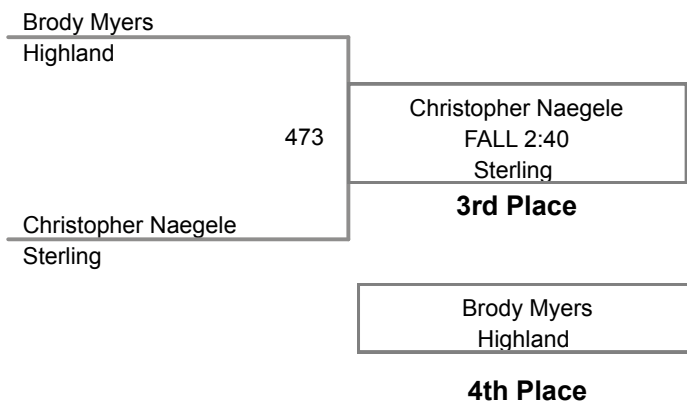 Brody Myers
Highland
Christopher Naegele
473
FALL 2:40
Sterling
3rd Place
Christopher Naegele
Sterling
Brody Myers
Highland
4th Place